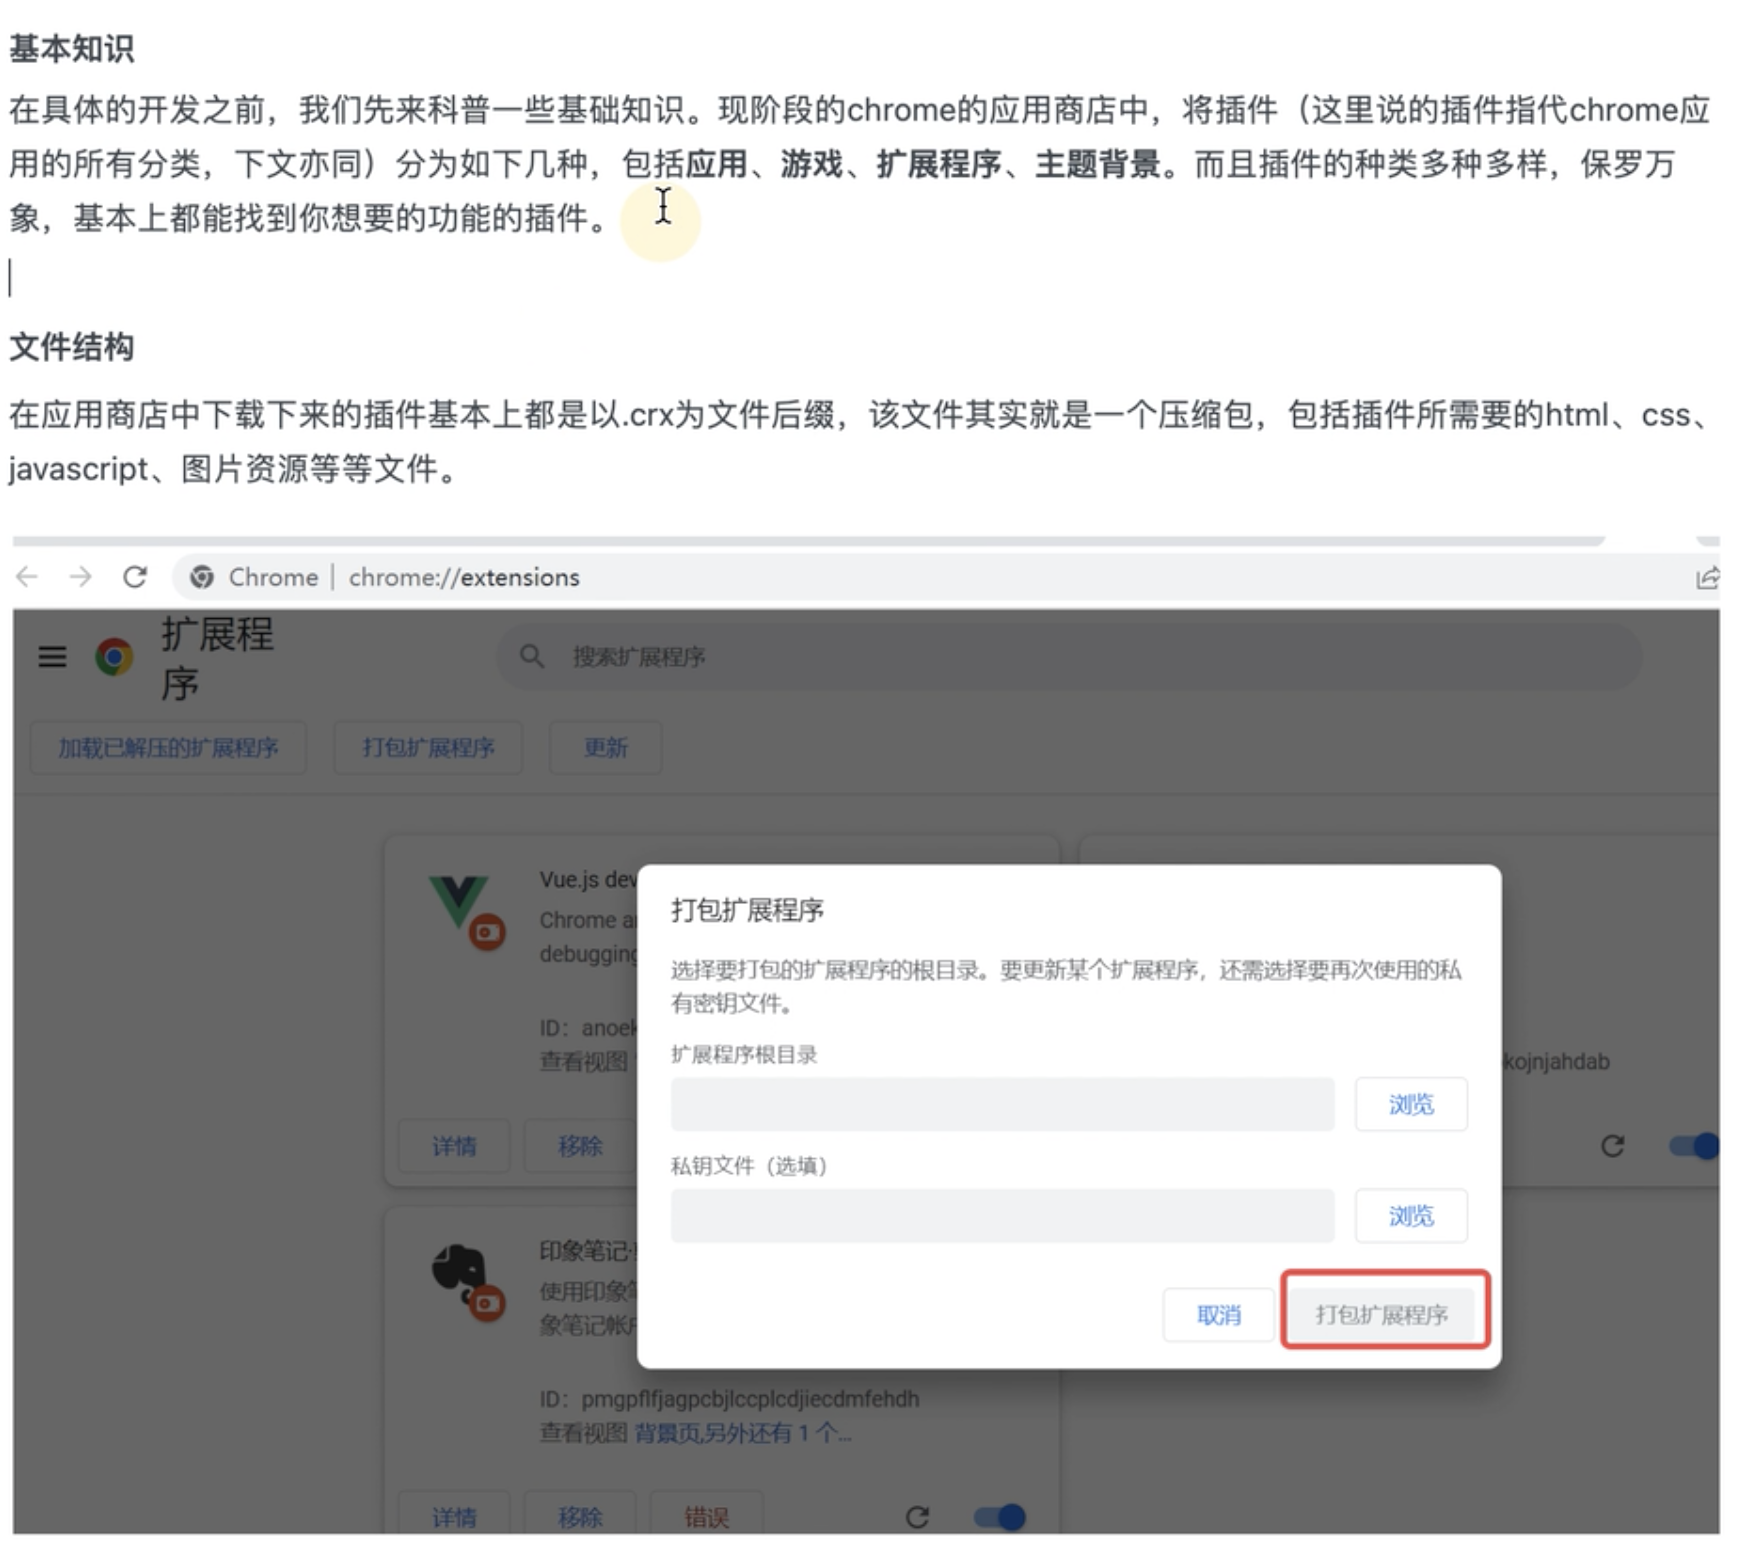 基本知识
在具体的开发之前，我们先来科普一些基础知识。现阶段的chrome的应用商店中，将插件（这里说的插件指代chrome应
用的所有分类，下文亦同）分为如下几种，包括应用、游戏、扩展程序、主题背景。而且插件的种类多种多样，保罗万
象，基本上都能找到你想要的功能的插件。
文件结构
在应用商店中下载下来的插件基本上都是以.crx为文件后缀，该文件其实就是一个压缩包，包括插件所需要的html、css、
javascript、图片资源等等文件。
Chrome | chrome://extensions
扩展程
序
搜索扩展程序
加载已解压的扩展程序 打包扩展程序 更新
Vue.js dev
Chrome a
debugging
ID：anoek
查看视图
详情 移除
打包扩展程序
选择要打包的扩展程序的根目录。要更新某个扩展程序，还需选择要再次使用的私
有密钥文件。
扩展程序根目录
浏览
私钥文件（选填）
浏览
取消 打包扩展程序
kojnjahdab
印象笔记·
使用印象
象笔记帐
ID：pmgpflfjagpcbjlccplcdjiecdmfehdh
查看视图 背景页,另外还有 1 个...
详情 移除 错误